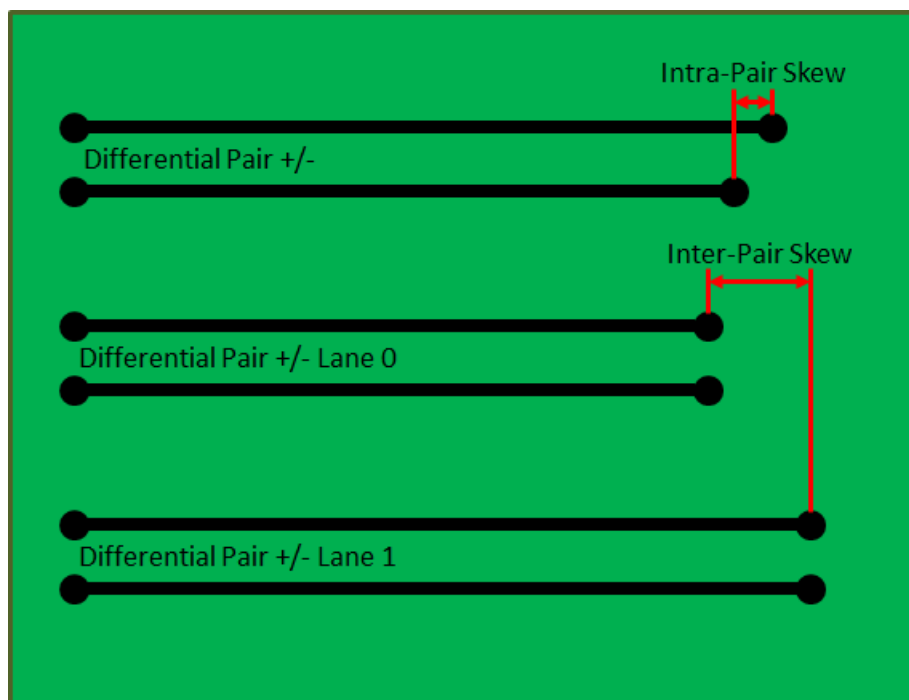 Intra-Pair Skew
Differential Pair +/-
Inter-Pair Skew
Differential Pair +/- Lane 0
Differential Pair +/- Lane 1